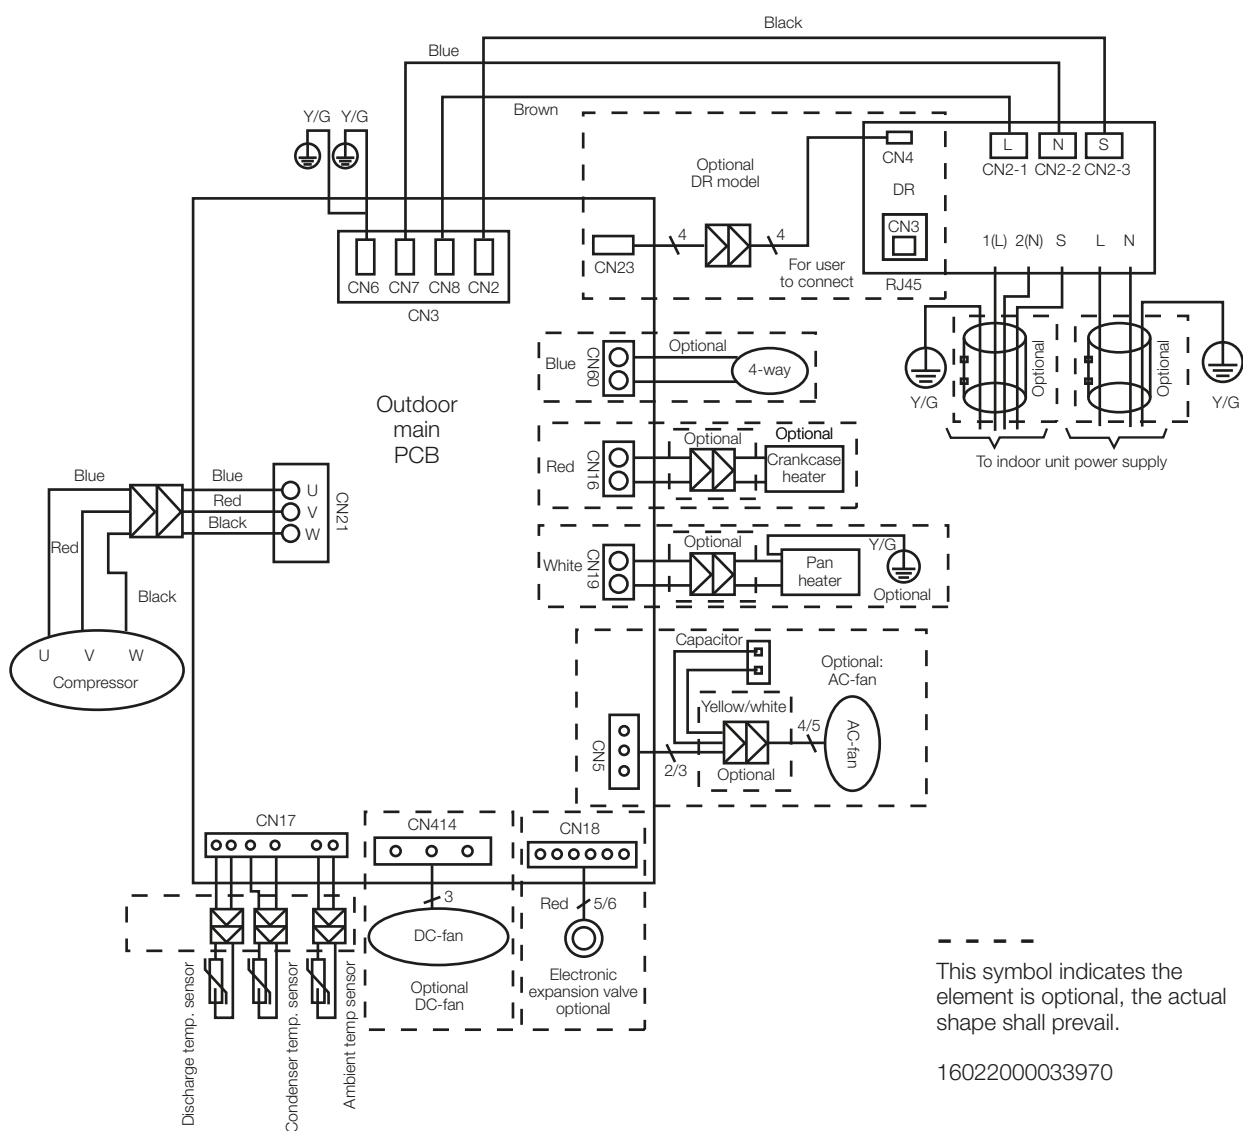 Black
Blue
Brown
Y/G Y/G
Optional
DR model
CN4
DR
CN3
RJ45
L N S
CN2-1 CN2-2 CN2-3
1(L) 2(N) S L N
CN23
4
4
For user
to connect
CN6 CN7 CN8 CN2
CN3
Blue
CN60
Optional
4-way
Optional
Optional
Y/G
Y/G
To indoor unit power supply
Outdoor
main
PCB
Red
CN16
Optional
Optional
Crankcase
heater
Blue
Blue
Red
Black
U
V
W
CN21
Red
Black
U V W
Compressor
White
CN19
Optional
Y/G
Pan
heater
Optional
Capacitor
Optional:
AC-fan
Yellow/white
4/5
AC-fan
CN5
2/3
Optional
CN17
CN414
CN18
3
DC-fan
Optional
DC-fan
Red
5/6
Electronic
expansion valve
optional
Discharge temp. sensor
Condenser temp. sensor
Ambient temp sensor
This symbol indicates the
element is optional, the actual
shape shall prevail.
16022000033970